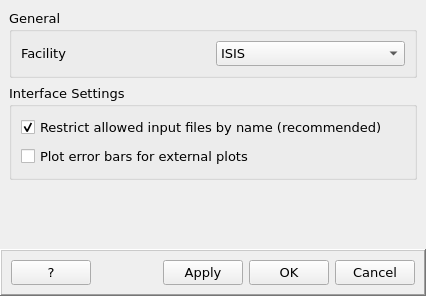 General
Facility ISIS
Interface Settings
Restrict allowed input files by name (recommended)
Plot error bars for external plots
? Apply OK Cancel